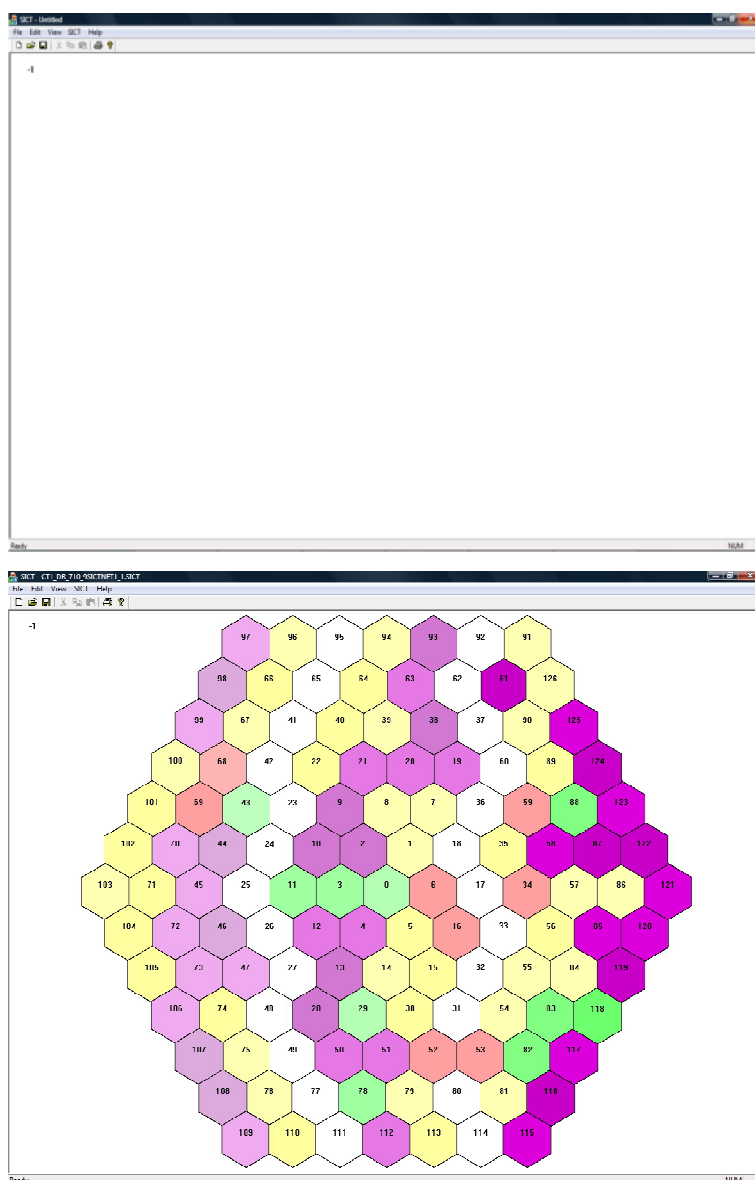 SICT - Untitled
File Edit View SICT Help
-1
Ready NUM
SICT CT1_DR_710_9SICTNET1_1.SICT
File Edit View SICT Help
-1
97 96 95 94 93 92 91
98 66 65 64 63 62 61 126
99 67 41 40 39 38 37 90 125
100 68 42 22 21 20 19 60 89 124
101 69 43 23 9 8 7 36 59 88 123
102 70 44 24 10 2 1 18 35 58 87 122
103 71 45 25 11 3 0 6 17 34 57 86 121
104 72 46 26 12 4 5 16 33 56 85 120
105 73 47 27 13 14 15 32 55 84 119
106 74 48 28 29 30 31 54 83 118
107 75 49 50 51 52 53 82 117
108 76 77 78 79 80 81 116
109 110 111 112 113 114 115
Ready NUM